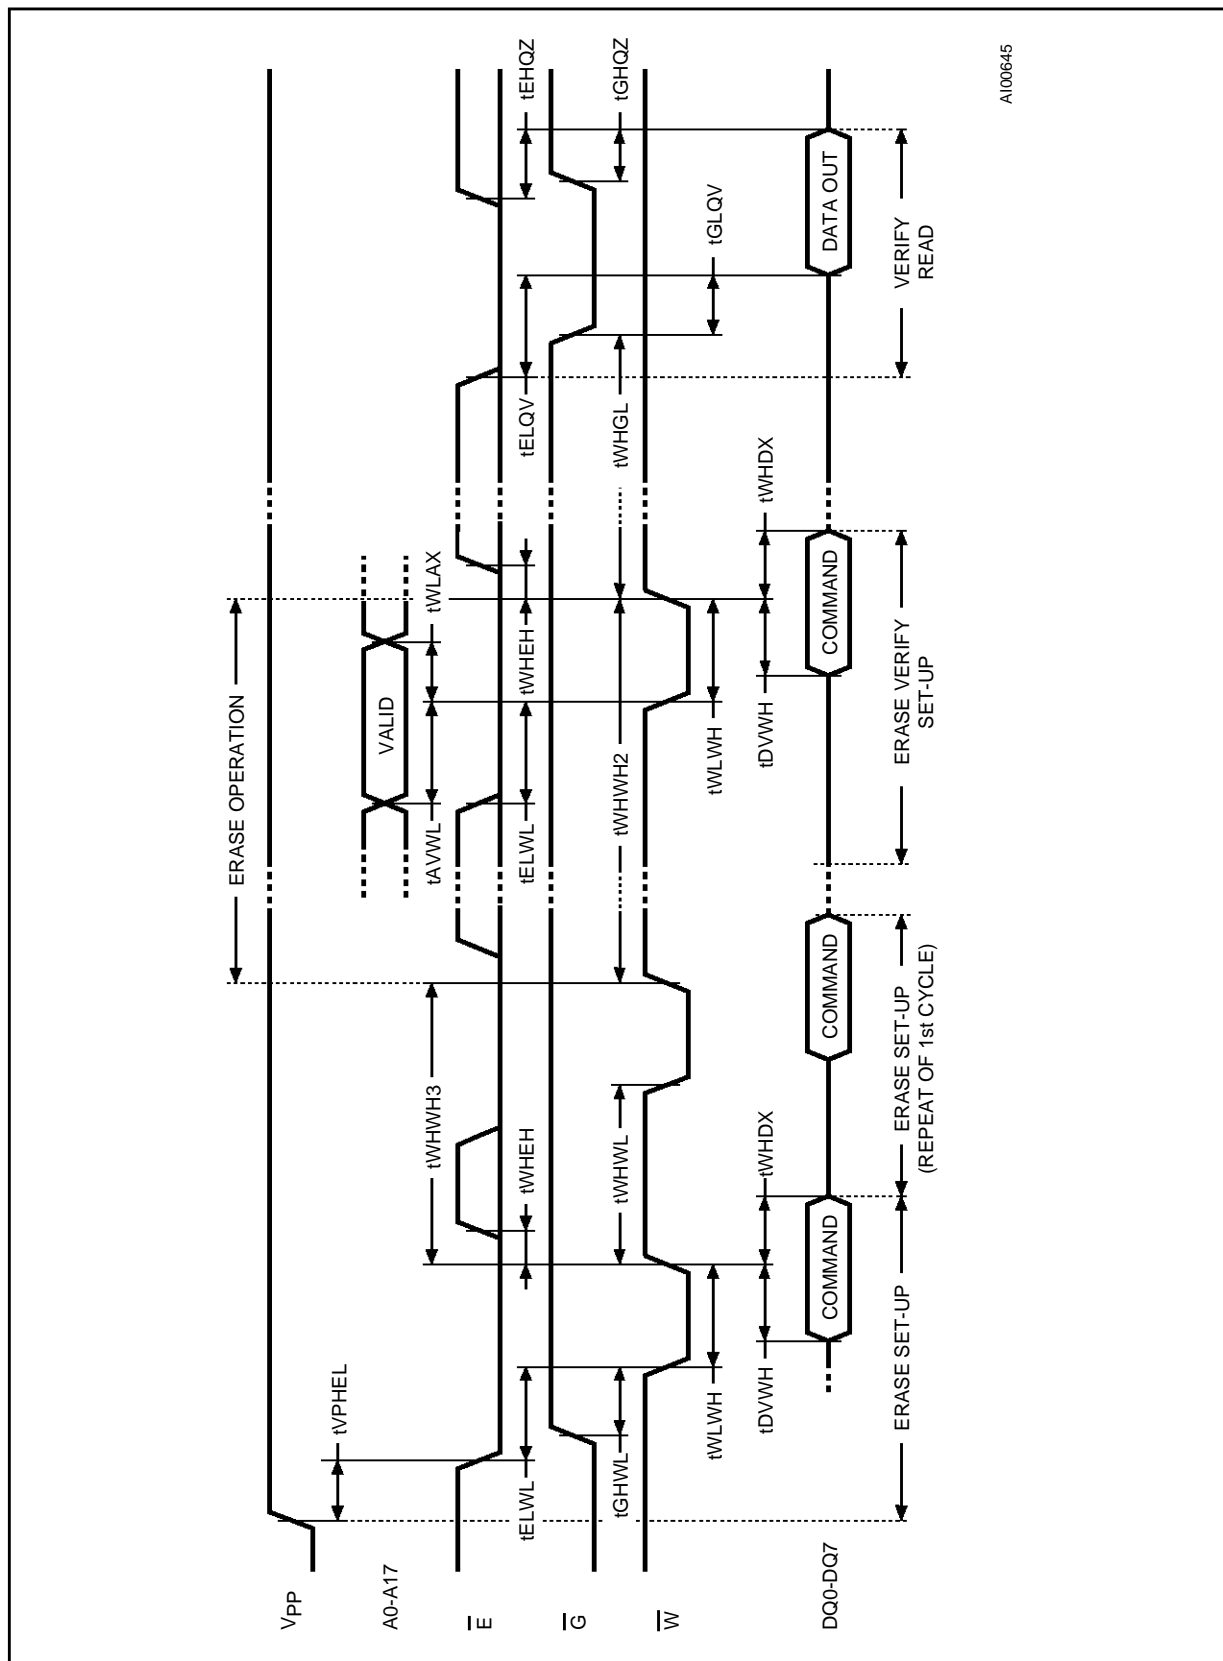 ERASE OPERATION
VPP
tVPHEL
A0-A17
VALID
tWHWH3
tAVWL
tWLAX
E
tELWL
tWHEH
tELWL
tWHEH
tELQV
tEHQZ
G
tGHWL
tWHWL
tWHWH2
tWHGL
tGHQZ
W
tWLWH
tWLWH
tGLQV
tDVWH
tWHDX
tDVWH
tWHDX
DQ0-DQ7
COMMAND
COMMAND
COMMAND
DATA OUT
ERASE SET-UP
ERASE SET-UP
(REPEAT OF 1st CYCLE)
ERASE VERIFY
SET-UP
VERIFY
READ
AI00645